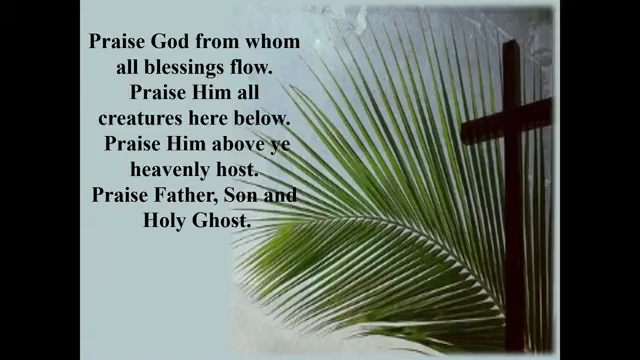 Praise God from whom
all blessings flow.
Praise Him all
creatures here below.
Praise Him above ye
heavenly host.
Praise Father, Son and
Holy Ghost.